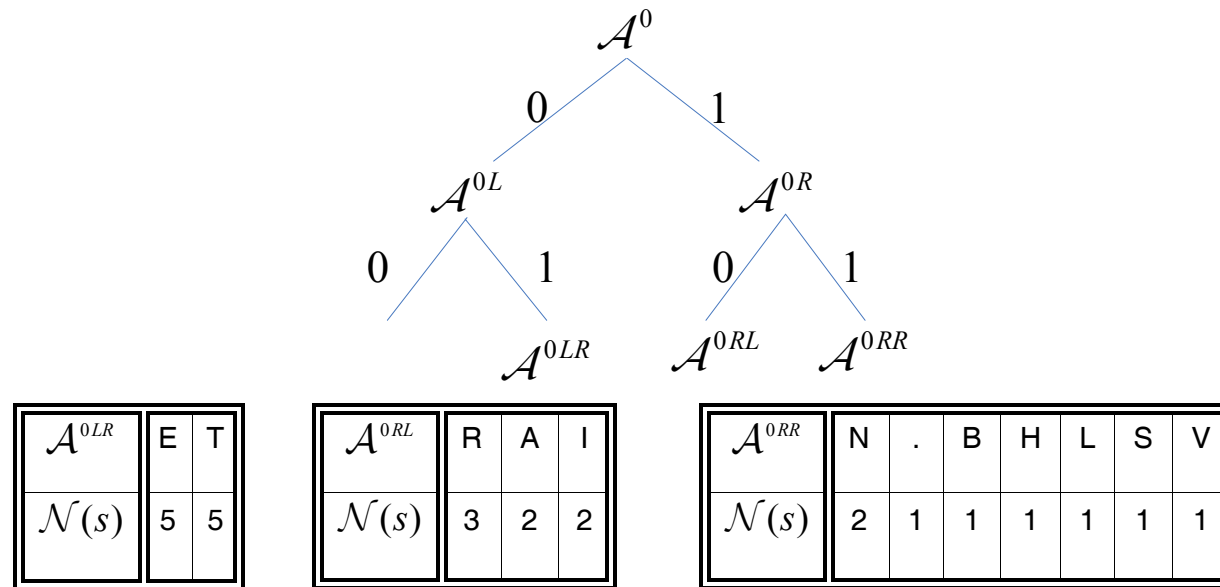 𝒜⁰
0 1
𝒜⁰ᴸ 𝒜⁰ᴿ
0 1 0 1
𝒜⁰ᴸᴿ 𝒜⁰ᴿᴸ 𝒜⁰ᴿᴿ
𝒜⁰ᴸᴿ E T
𝒩(s) 5 5
𝒜⁰ᴿᴸ R A I
𝒩(s) 3 2 2
𝒜⁰ᴿᴿ N . B H L S V
𝒩(s) 2 1 1 1 1 1 1